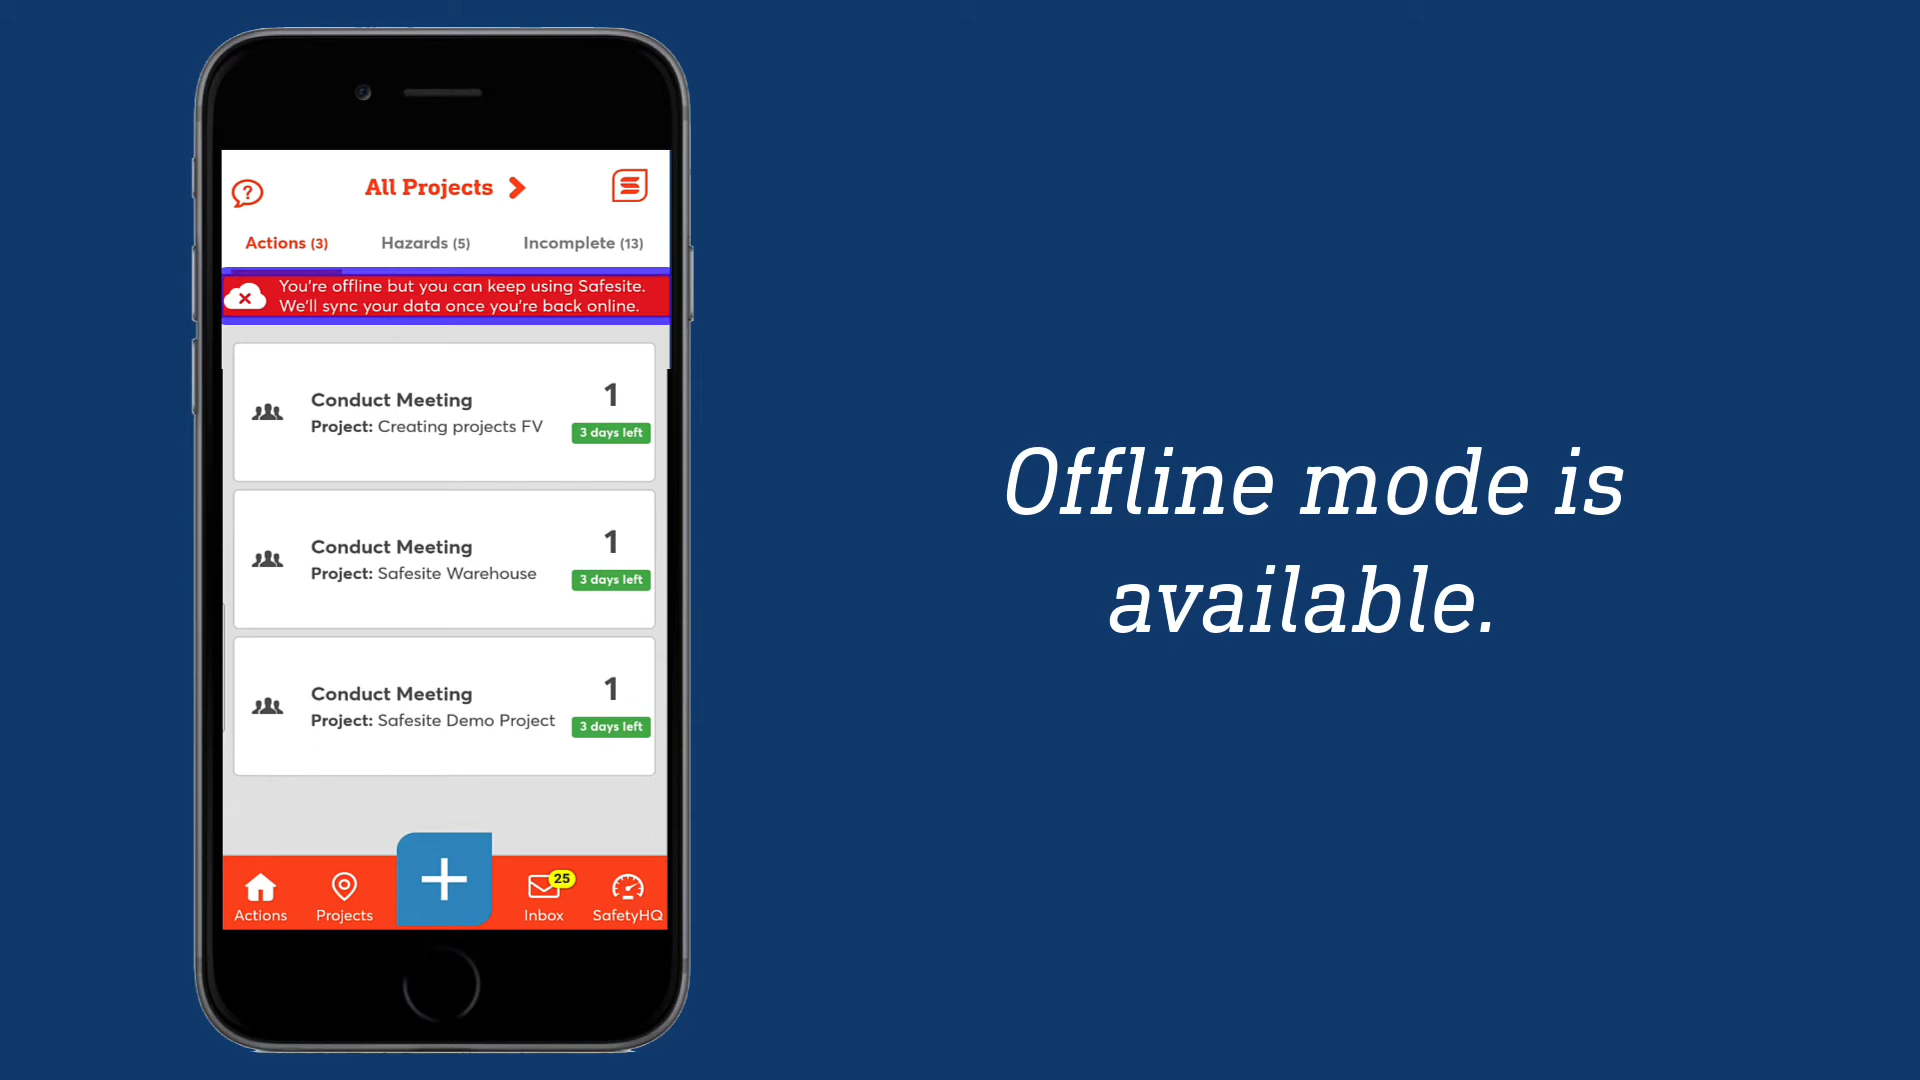 All Projects
Actions (3)
Hazards (5)
Incomplete (13)
You're offline but you can keep using Safesite.
We'll sync your data once you're back online.
Conduct Meeting
Project: Creating projects FV
1
3 days left
Conduct Meeting
Project: Safesite Warehouse
1
3 days left
Conduct Meeting
Project: Safesite Demo Project
1
3 days left
Actions
Projects
25
Inbox
SafetyHQ
Offline mode is
available.